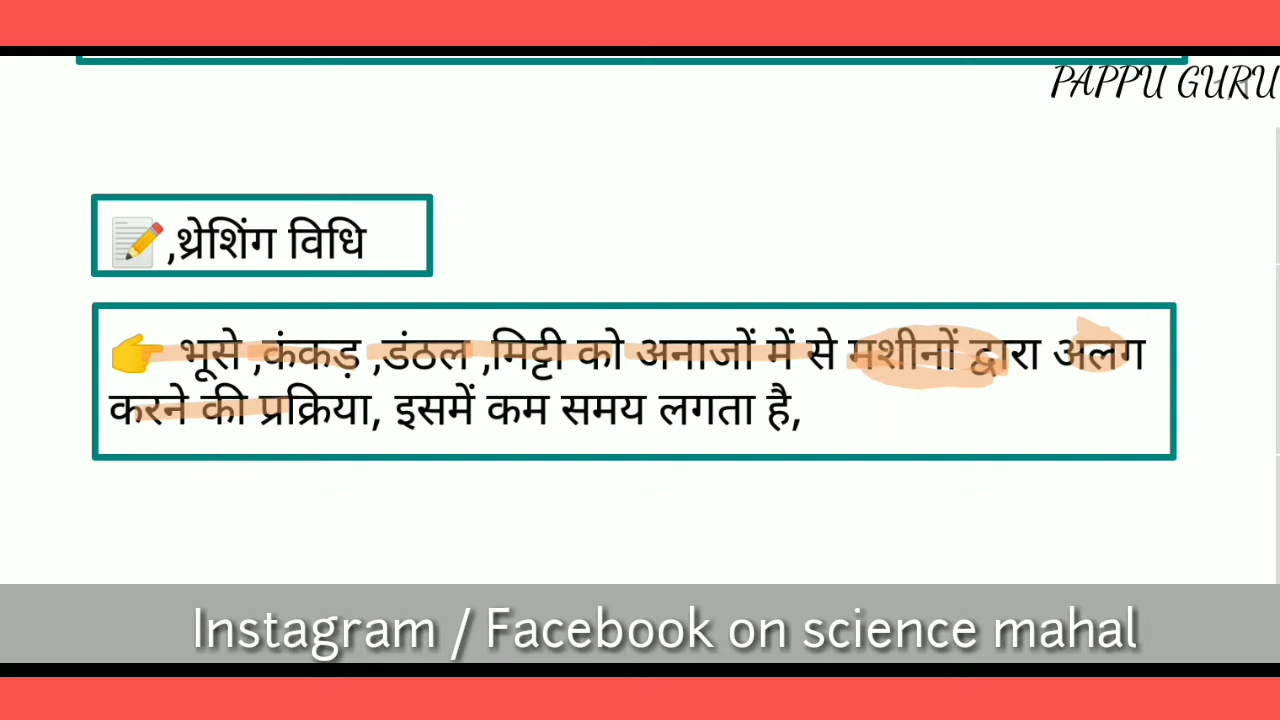 PAPPU GURU
📝,थ्रेशिंग विधि
👉 भूसे ,कंकड़ ,डंठल ,मिट्टी को अनाजों में से मशीनों द्वारा अलग
करने की प्रक्रिया, इसमें कम समय लगता है,
Instagram / Facebook on science mahal